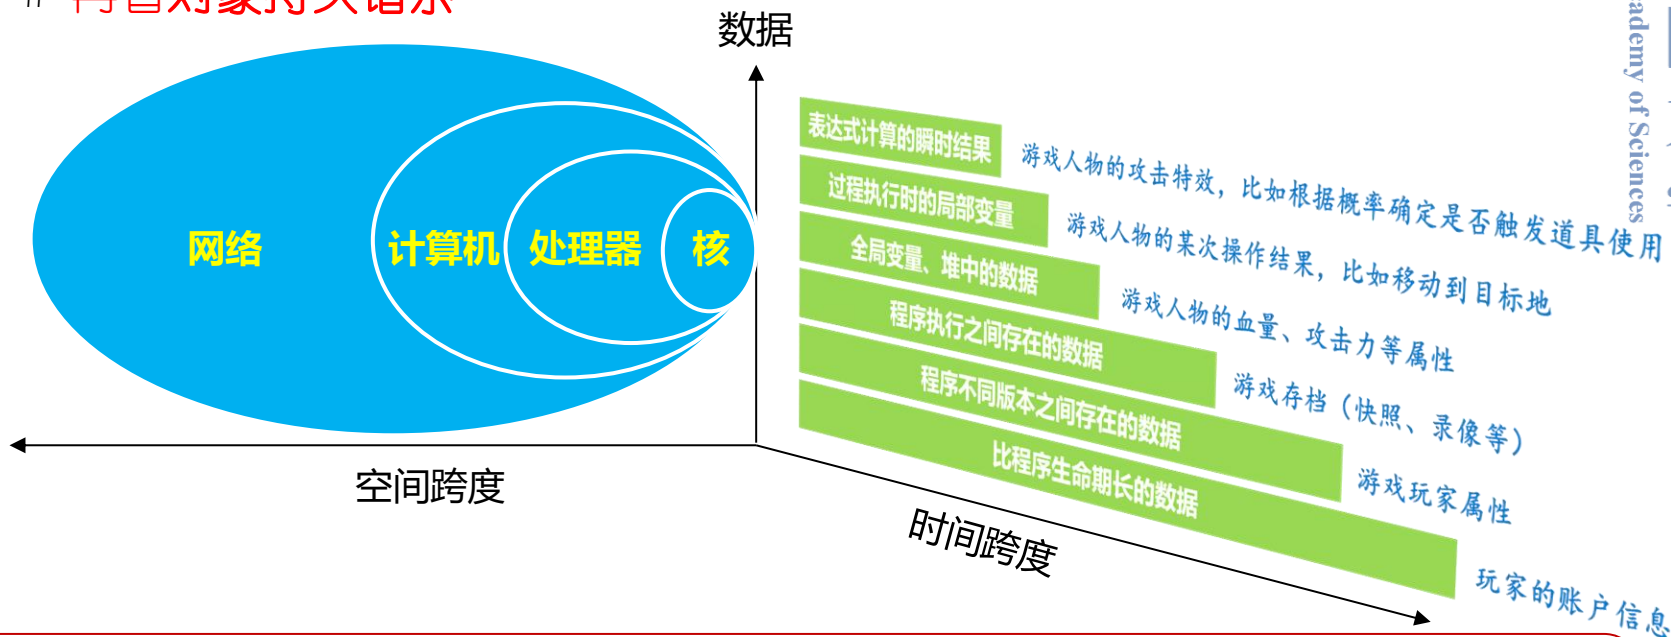 数据
表达式计算的瞬时结果
游戏人物的攻击特效，比如根据概率确定是否触发道具使用
过程执行时的局部变量
游戏人物的某次操作结果，比如移动到目标地
全局变量、堆中的数据
游戏人物的血量、攻击力等属性
程序执行之间存在的数据
游戏存档（快照、录像等）
程序不同版本之间存在的数据
游戏玩家属性
比程序生命期长的数据
玩家的账户信息
网络
计算机
处理器
核
空间跨度
时间跨度
ademy of Sciences